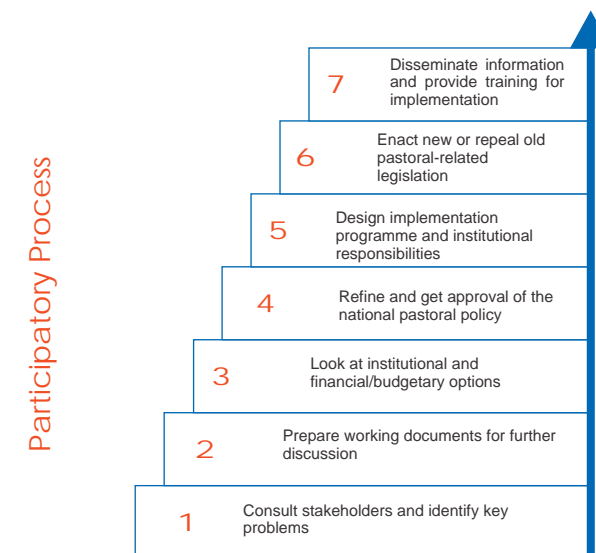 Participatory Process
7
Disseminate information
and provide training for
implementation
6
Enact new or repeal old
pastoral-related
legislation
5
Design implementation
programme and institutional
responsibilities
4
Refine and get approval of the
national pastoral policy
3
Look at institutional and
financial/budgetary options
2
Prepare working documents for further
discussion
1
Consult stakeholders and identify key
problems